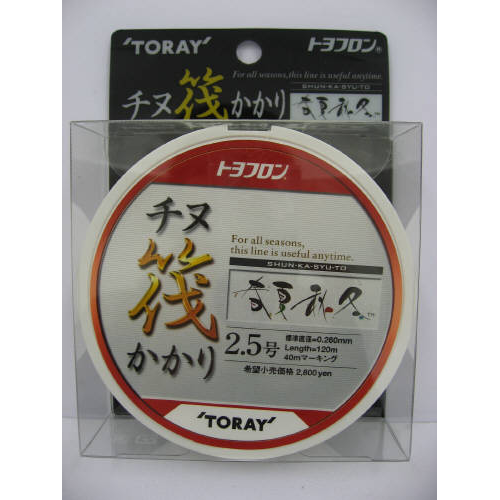 'TORAY'
トヨフロン®
For all seasons, this line is useful anytime.
チヌ筏かかり
SHUN-KA-SYU-TO
春夏秋冬
トヨフロン®
チヌ
筏
かかり
For all seasons,
this line is useful anytime.
SHUN-KA-SYU-TO
春夏秋冬™
2.5号
標準直径=0.260mm
Length=120m
40mマーキング
希望小売価格 2,800yen
'TORAY'